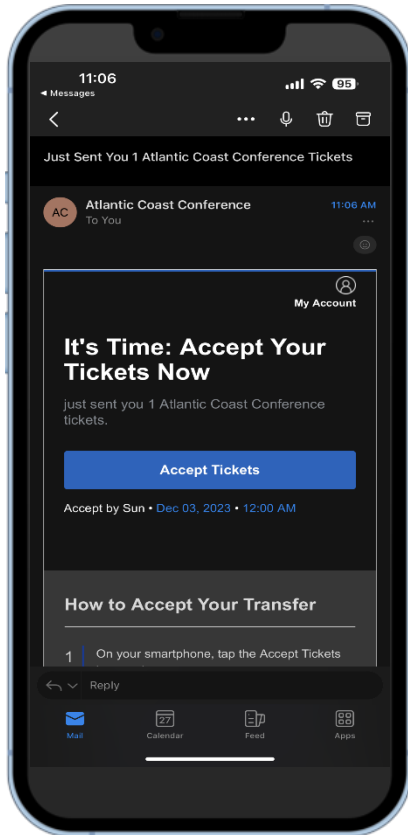 11:06
95
◄ Messages
Just Sent You 1 Atlantic Coast Conference Tickets
AC
Atlantic Coast Conference
11:06 AM
To You
My Account
It's Time: Accept Your
Tickets Now
just sent you 1 Atlantic Coast Conference
tickets.
Accept Tickets
Accept by Sun • Dec 03, 2023 • 12:00 AM
How to Accept Your Transfer
1
On your smartphone, tap the Accept Tickets
Reply
27
Mail
Calendar
Feed
Apps